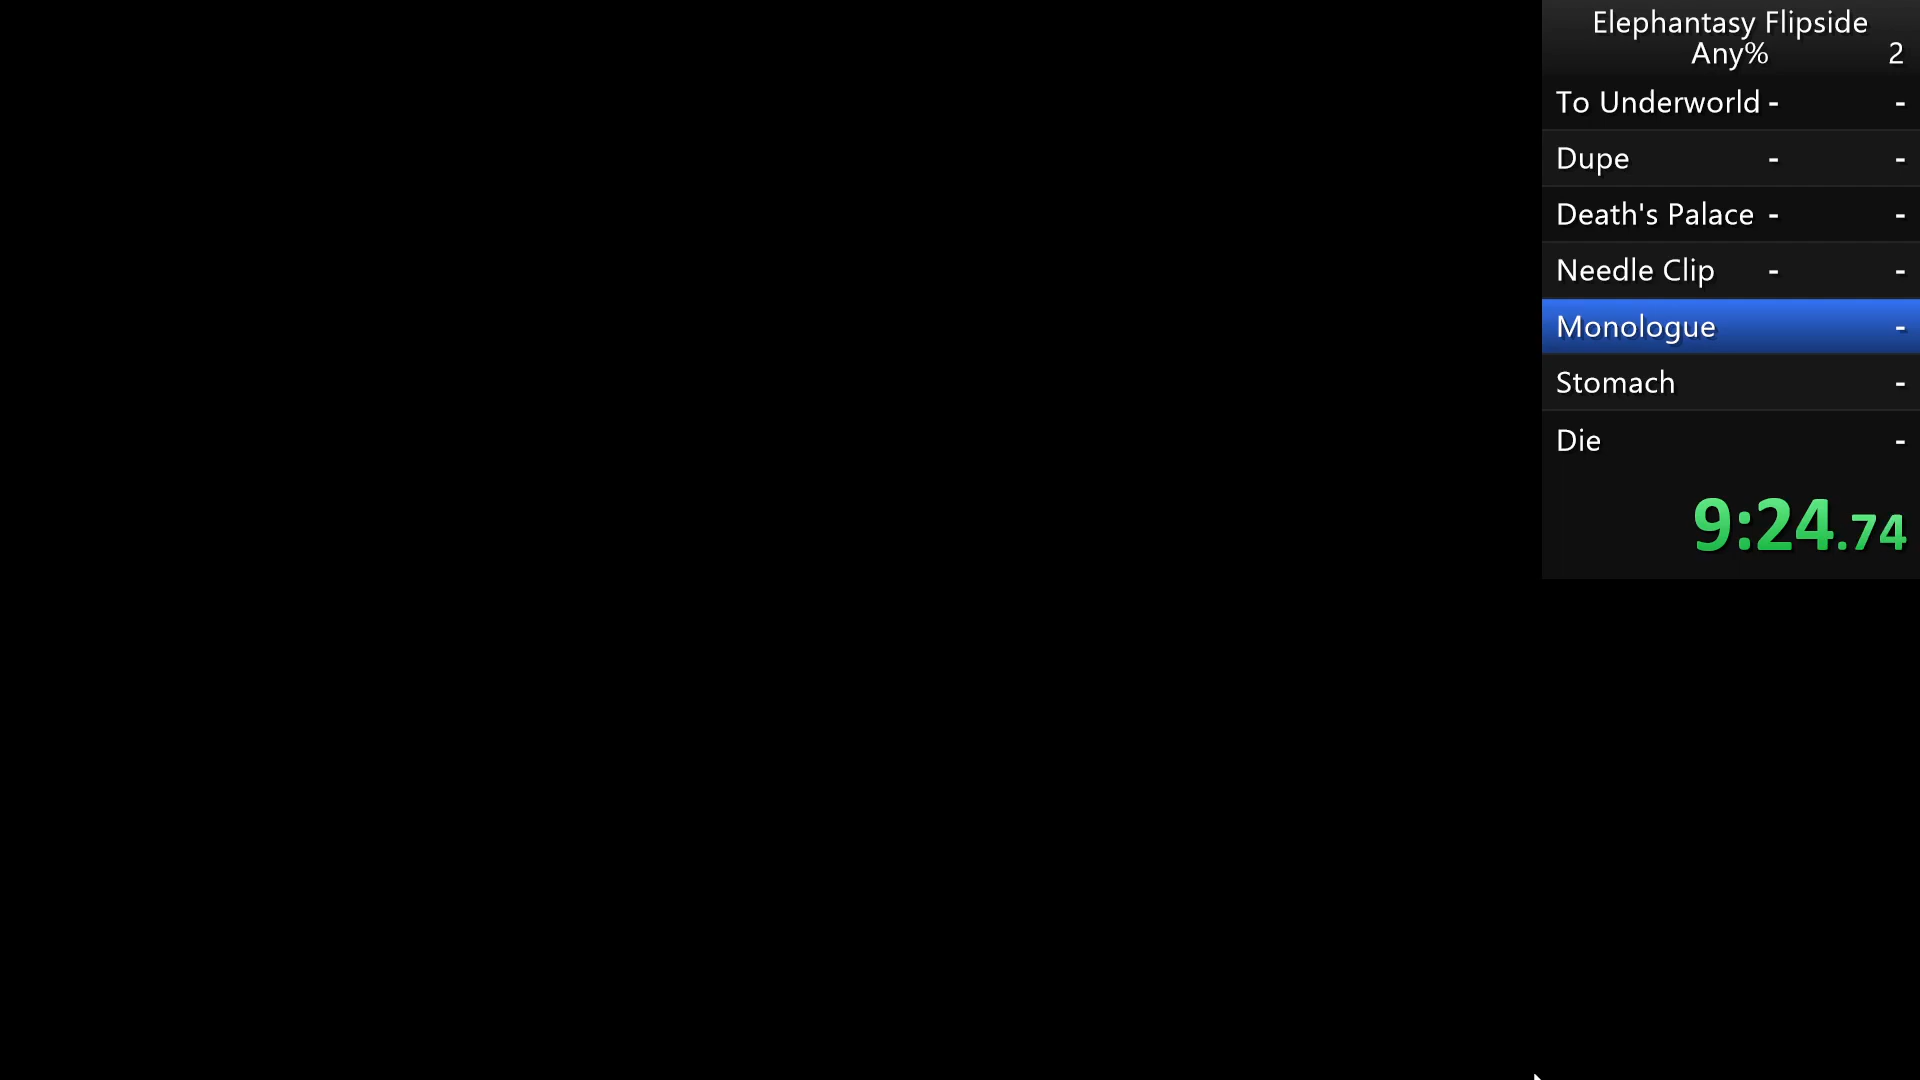 Elephantasy Flipside
Any% 2
To Underworld - -
Dupe - -
Death's Palace - -
Needle Clip - -
Monologue -
Stomach -
Die -
9:24.74